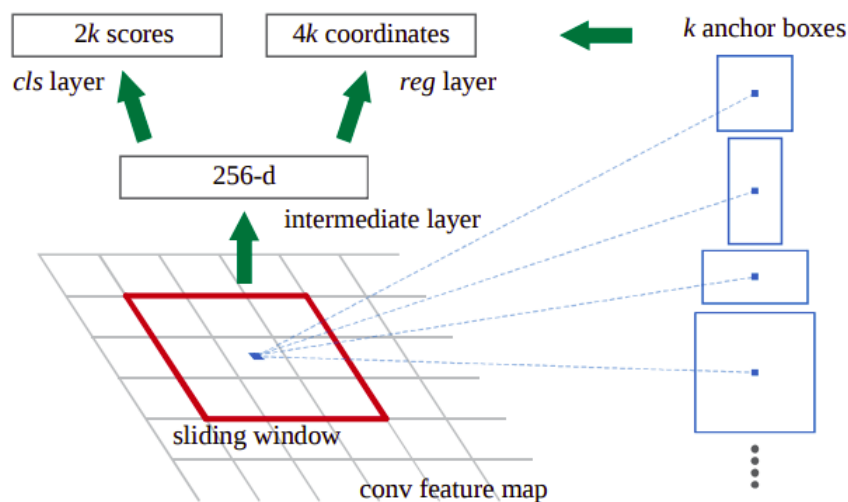 2k scores
4k coordinates
k anchor boxes
cls layer
reg layer
256-d
intermediate layer
sliding window
conv feature map